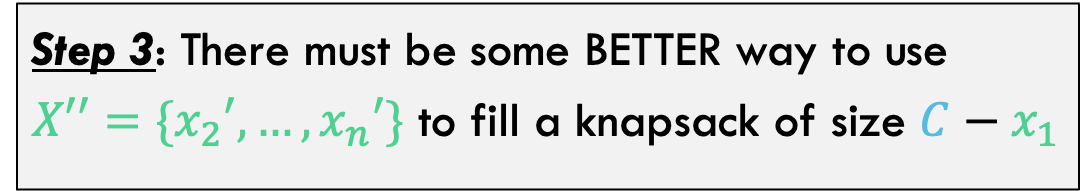 Step 3: There must be some BETTER way to use
X′′ = {x₂′, … , xₙ′} to fill a knapsack of size C − x₁